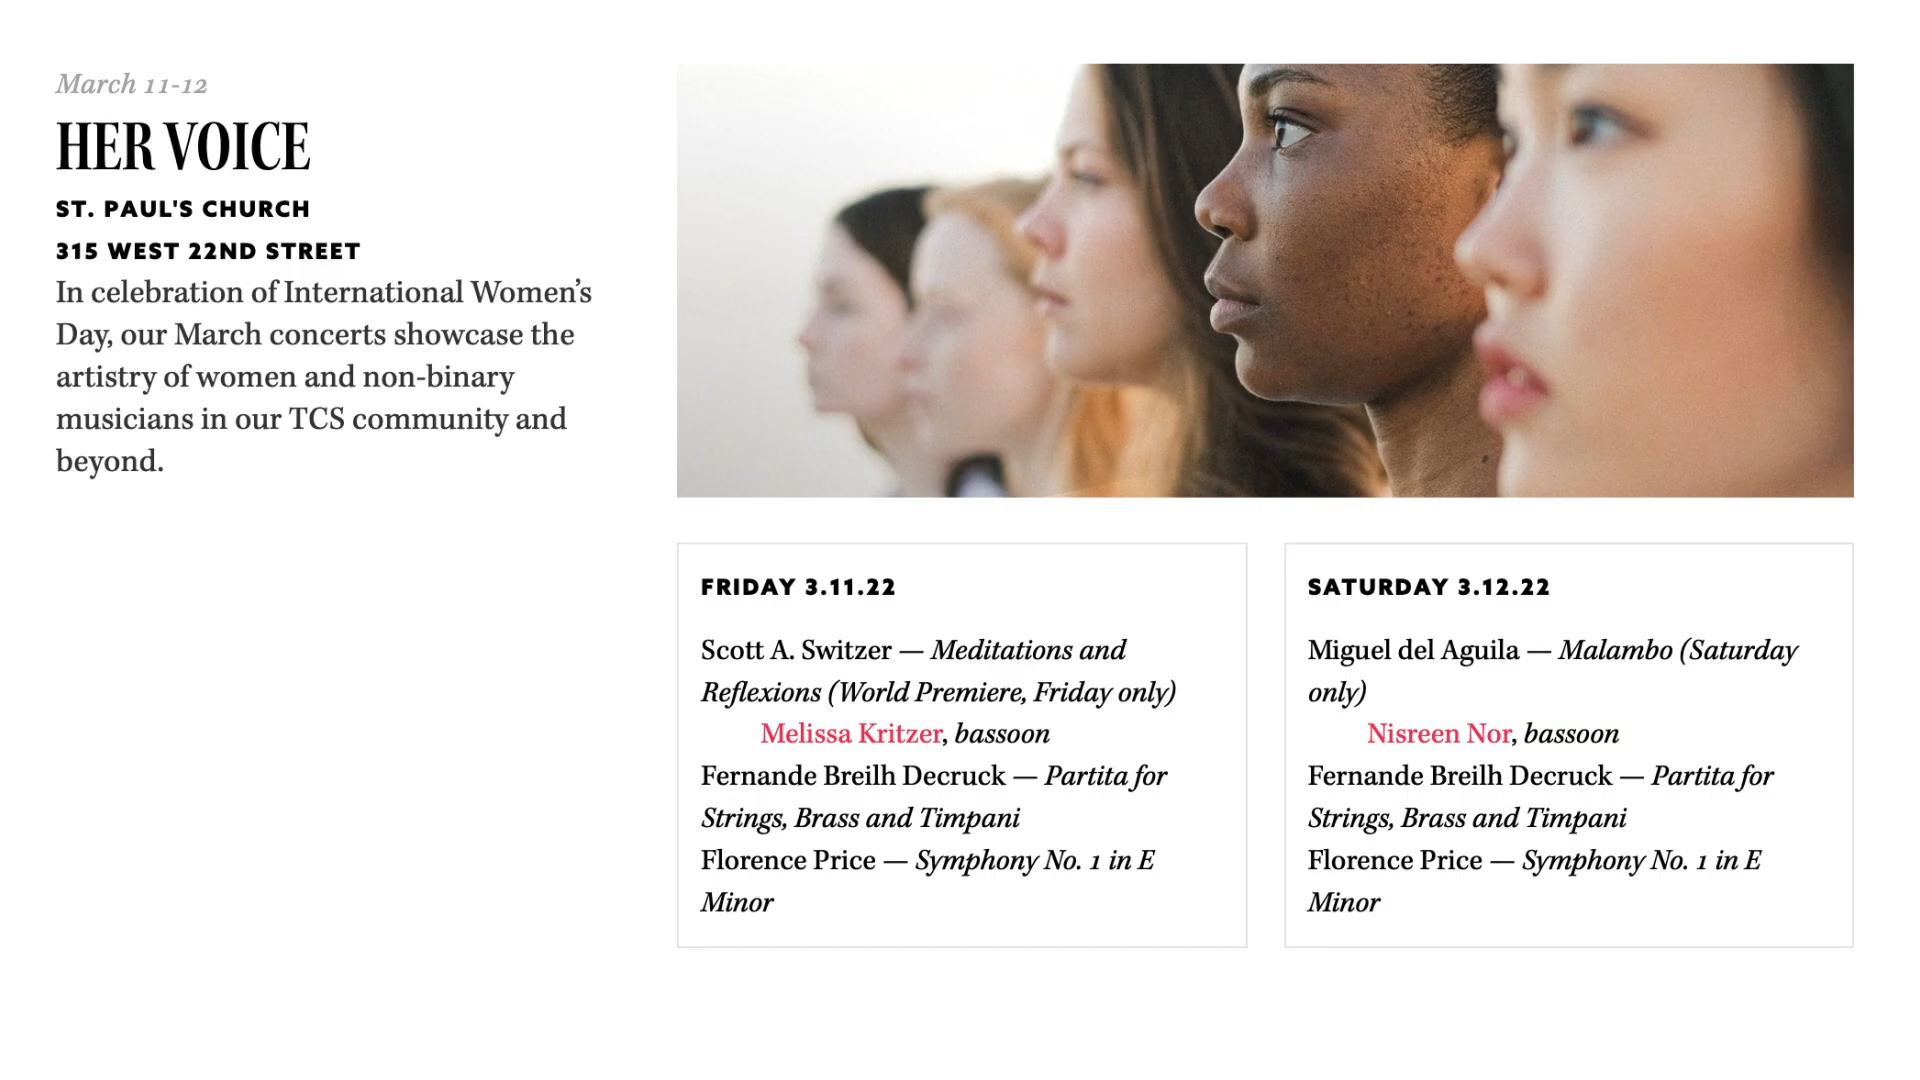 March 11-12
HER VOICE
ST. PAUL'S CHURCH
315 WEST 22ND STREET
In celebration of International Women’s
Day, our March concerts showcase the
artistry of women and non-binary
musicians in our TCS community and
beyond.
FRIDAY 3.11.22
Scott A. Switzer — Meditations and
Reflexions (World Premiere, Friday only)
Melissa Kritzer, bassoon
Fernande Breilh Decruck — Partita for
Strings, Brass and Timpani
Florence Price — Symphony No. 1 in E
Minor
SATURDAY 3.12.22
Miguel del Aguila — Malambo (Saturday
only)
Nisreen Nor, bassoon
Fernande Breilh Decruck — Partita for
Strings, Brass and Timpani
Florence Price — Symphony No. 1 in E
Minor